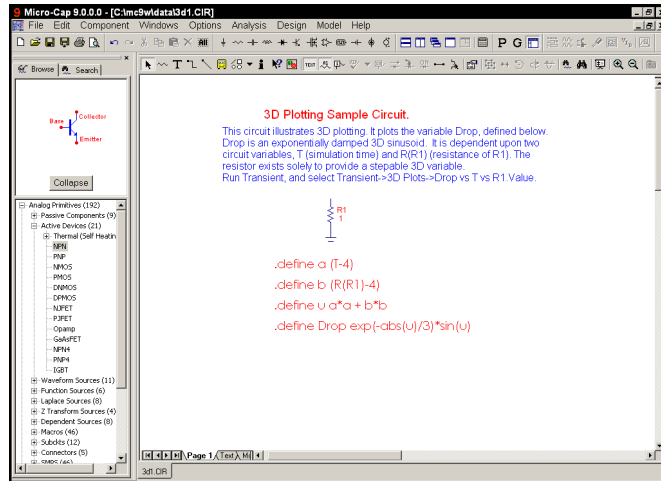 Micro-Cap 9.0.0.0 - [C:\mc9w\data\3d1.CIR]
File Edit Component Windows Options Analysis Design Model Help
Browse Search
TEXT
P G
Base
Collector
Emitter
Collapse
Analog Primitives (192)
Passive Components (9)
Active Devices (21)
Thermal (Self Heatin
NPN
PNP
NMOS
PMOS
DNMOS
DPMOS
NJFET
PJFET
Opamp
GaAsFET
NPN4
PNP4
IGBT
Waveform Sources (11)
Function Sources (6)
Laplace Sources (8)
Z Transform Sources (4)
Dependent Sources (8)
Macros (46)
Subckts (12)
Connectors (5)
SMPS (46)
3D Plotting Sample Circuit.
This circuit illustrates 3D plotting. It plots the variable Drop, defined below.
Drop is an exponentially damped 3D sinusoid. It is dependent upon two
circuit variables, T (simulation time) and R(R1) (resistance of R1). The
resistor exists solely to provide a stepable 3D variable.
Run Transient, and select Transient->3D Plots->Drop vs T vs R1.Value.
R1
1
.define a (T-4)
.define b (R(R1)-4)
.define u a*a + b*b
.define Drop exp(-abs(u)/3)*sin(u)
Page 1 Text Mi
3d1.CIR